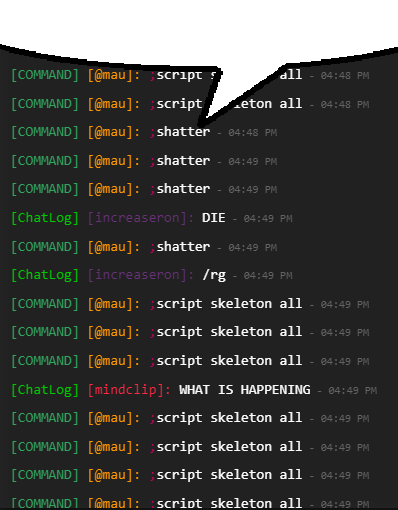 [COMMAND] [@mau]: ;script s all - 04:48 PM
[COMMAND] [@mau]: ;script eleton all - 04:48 PM
[COMMAND] [@mau]: ;shatter - 04:48 PM
[COMMAND] [@mau]: ;shatter - 04:49 PM
[COMMAND] [@mau]: ;shatter - 04:49 PM
[ChatLog] [increaseron]: DIE - 04:49 PM
[COMMAND] [@mau]: ;shatter - 04:49 PM
[ChatLog] [increaseron]: /rg - 04:49 PM
[COMMAND] [@mau]: ;script skeleton all - 04:49 PM
[COMMAND] [@mau]: ;script skeleton all - 04:49 PM
[COMMAND] [@mau]: ;script skeleton all - 04:49 PM
[ChatLog] [mindclip]: WHAT IS HAPPENING - 04:49 PM
[COMMAND] [@mau]: ;script skeleton all - 04:49 PM
[COMMAND] [@mau]: ;script skeleton all - 04:49 PM
[COMMAND] [@mau]: ;script skeleton all - 04:49 PM
[COMMAND] [@mau]: ;script skeleton all - 04:49 PM